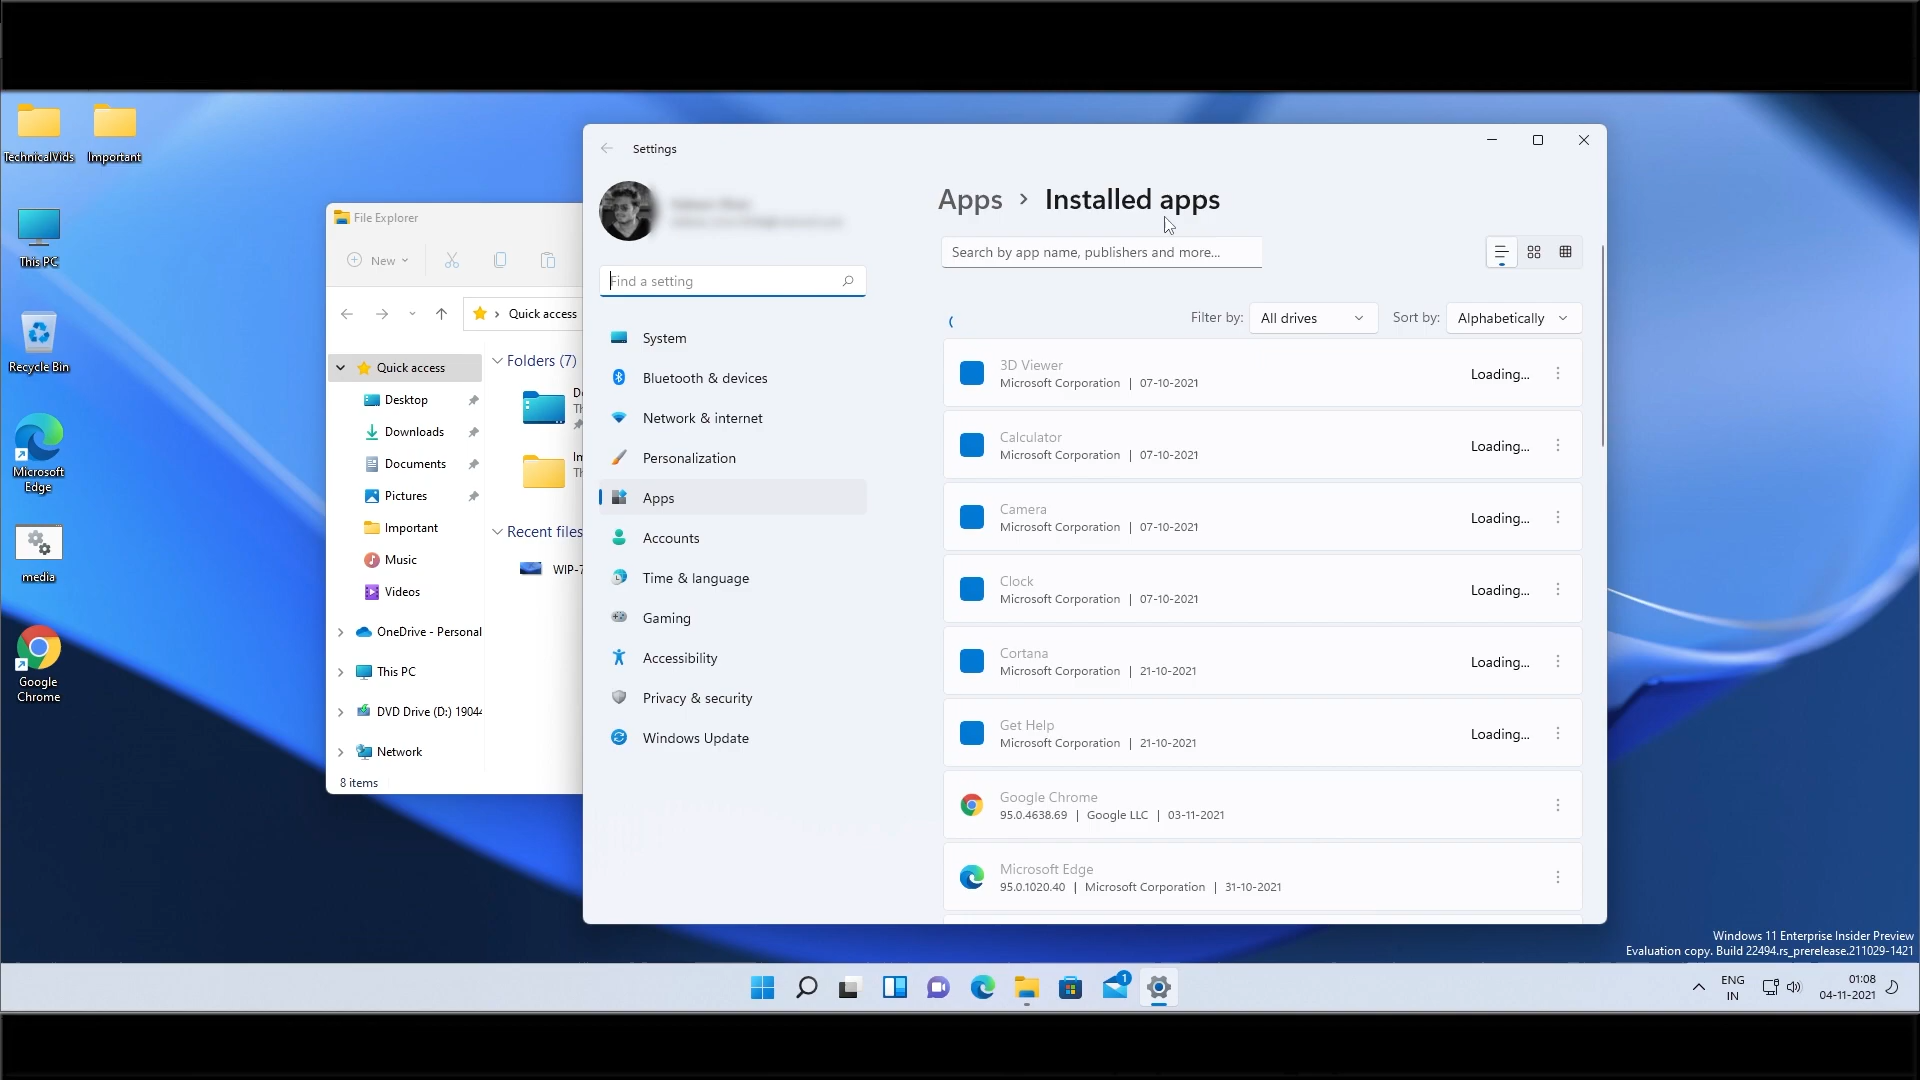 TechnicalVids
Important
This PC
Recycle Bin
Microsoft
Edge
media
Google
Chrome
File Explorer
New
Quick access
Quick access
Desktop
Downloads
Documents
Pictures
Important
Music
Videos
OneDrive - Personal
This PC
DVD Drive (D:) 1904
Network
8 items
Folders (7)
Recent files
WIP-
Settings
Find a setting
System
Bluetooth & devices
Network & internet
Personalization
Apps
Accounts
Time & language
Gaming
Accessibility
Privacy & security
Windows Update
Apps › Installed apps
Search by app name, publishers and more...
Filter by: All drives Sort by: Alphabetically
3D Viewer
Microsoft Corporation | 07-10-2021
Loading...
Calculator
Microsoft Corporation | 07-10-2021
Loading...
Camera
Microsoft Corporation | 07-10-2021
Loading...
Clock
Microsoft Corporation | 07-10-2021
Loading...
Cortana
Microsoft Corporation | 21-10-2021
Loading...
Get Help
Microsoft Corporation | 21-10-2021
Loading...
Google Chrome
95.0.4638.69 | Google LLC | 03-11-2021
Microsoft Edge
95.0.1020.40 | Microsoft Corporation | 31-10-2021
Windows 11 Enterprise Insider Preview
Evaluation copy. Build 22494.rs_prerelease.211029-1421
1
ENG
IN
01:08
04-11-2021